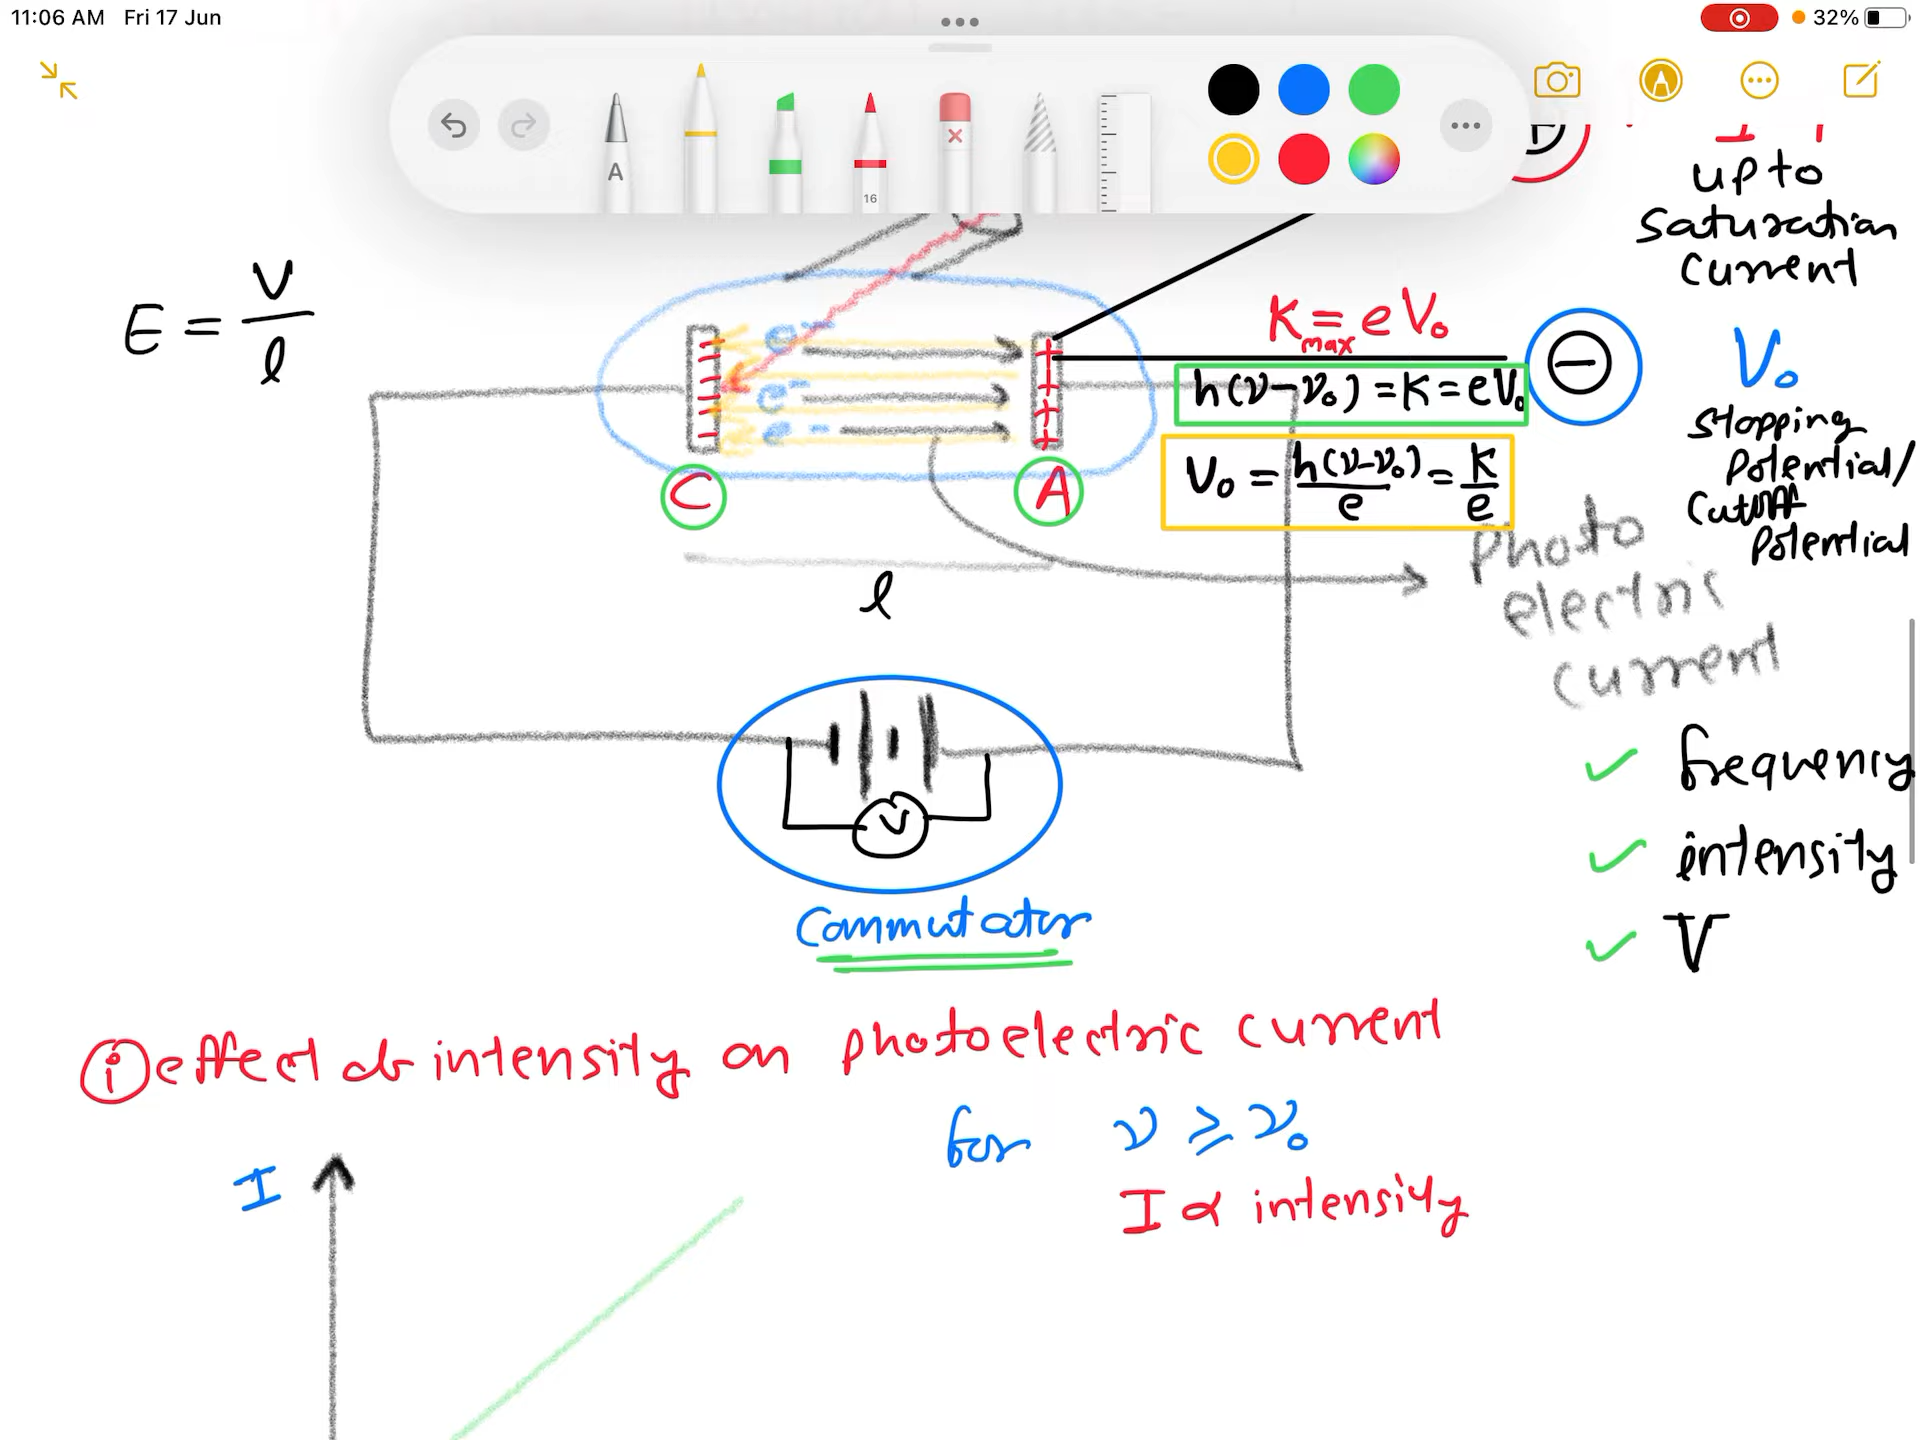 11:06 AM Fri 17 Jun
32%
A
16
I ↑
up to
saturation
current
E = V/l
e⁻
e⁻
e⁻
C
A
l
K_max = eV₀
h(ν-ν₀) = K = eV₀
V₀ = h(ν-ν₀)/e = K/e
V₀
stopping
potential/
cutoff
potential
photo
electric
current
✓ frequency
✓ intensity
✓ V
V
Commutator
(i) effect of intensity on photoelectric current
for ν ≥ ν₀
I ∝ intensity
I